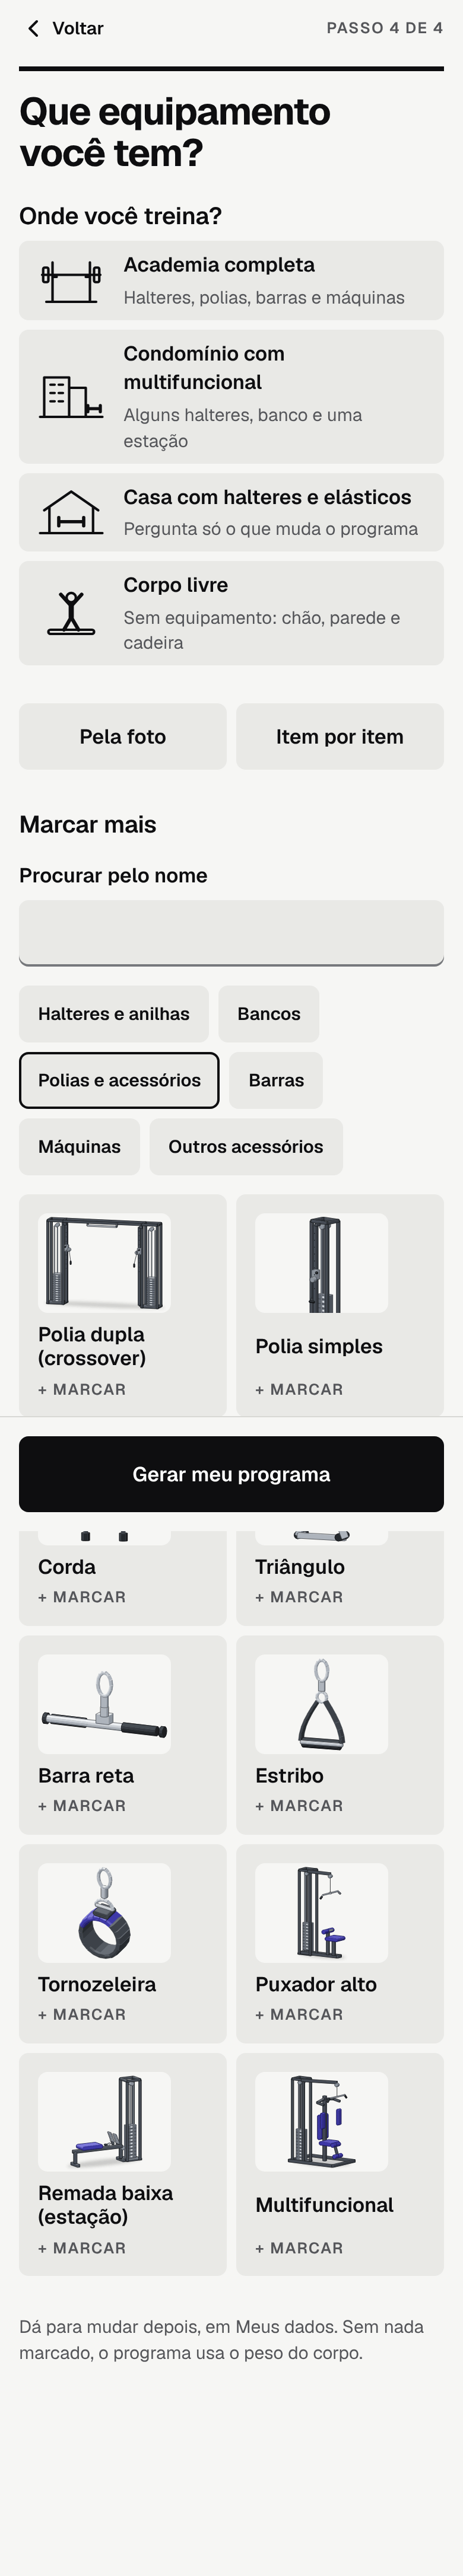 Voltar
PASSO 4 DE 4
Que equipamento
você tem?
Onde você treina?
Academia completa
Halteres, polias, barras e máquinas
Condomínio com
multifuncional
Alguns halteres, banco e uma
estação
Casa com halteres e elásticos
Pergunta só o que muda o programa
Corpo livre
Sem equipamento: chão, parede e
cadeira
Pela foto
Item por item
Marcar mais
Procurar pelo nome
Halteres e anilhas
Bancos
Polias e acessórios
Barras
Máquinas
Outros acessórios
Polia dupla
(crossover)
+ MARCAR
Polia simples
+ MARCAR
Gerar meu programa
Corda
+ MARCAR
Triângulo
+ MARCAR
Barra reta
+ MARCAR
Estribo
+ MARCAR
Tornozeleira
+ MARCAR
Puxador alto
+ MARCAR
Remada baixa
(estação)
+ MARCAR
Multifuncional
+ MARCAR
Dá para mudar depois, em Meus dados. Sem nada
marcado, o programa usa o peso do corpo.